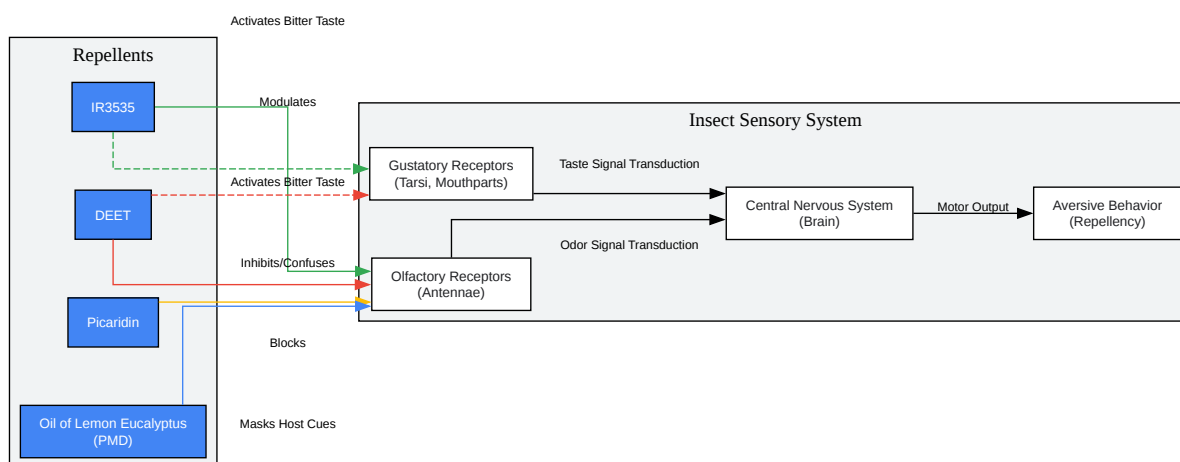 Activates Bitter Taste
Repellents
IR3535
Modulates
Insect Sensory System
Gustatory Receptors
(Tarsi, Mouthparts)
Taste Signal Transduction
Activates Bitter Taste
DEET
Central Nervous System
(Brain)
Motor Output
Aversive Behavior
(Repellency)
Odor Signal Transduction
Inhibits/Confuses
Olfactory Receptors
(Antennae)
Picaridin
Blocks
Oil of Lemon Eucalyptus
(PMD)
Masks Host Cues